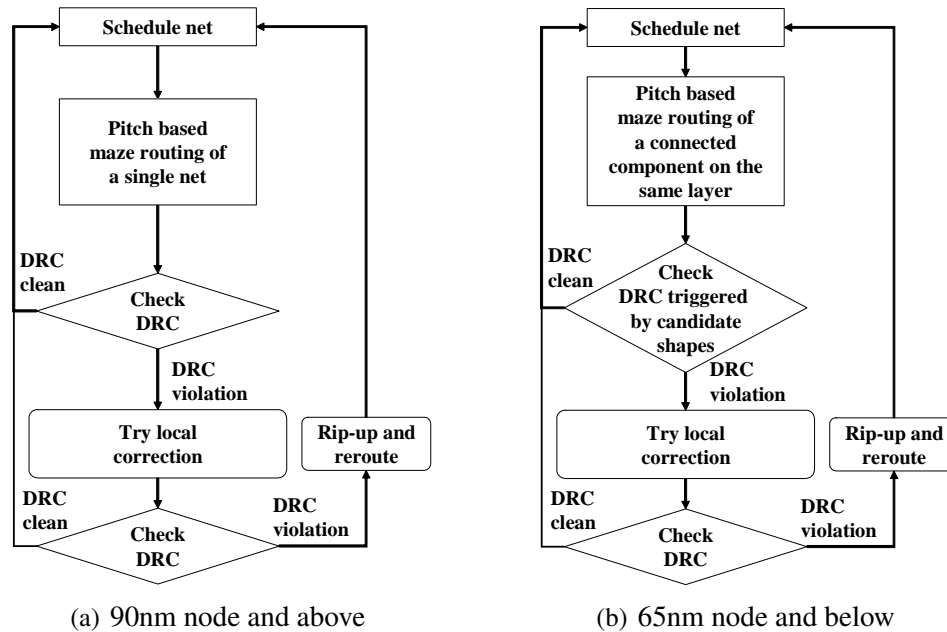 Schedule net
Pitch based
maze routing of
a single net
DRC
clean
Check
DRC
DRC
violation
Try local
correction
Rip-up and
reroute
DRC
clean
DRC
violation
Check
DRC
(a) 90nm node and above
Schedule net
Pitch based
maze routing of
a connected
component on the
same layer
DRC
clean
Check
DRC triggered
by candidate
shapes
DRC
violation
Try local
correction
Rip-up and
reroute
DRC
clean
DRC
violation
Check
DRC
(b) 65nm node and below